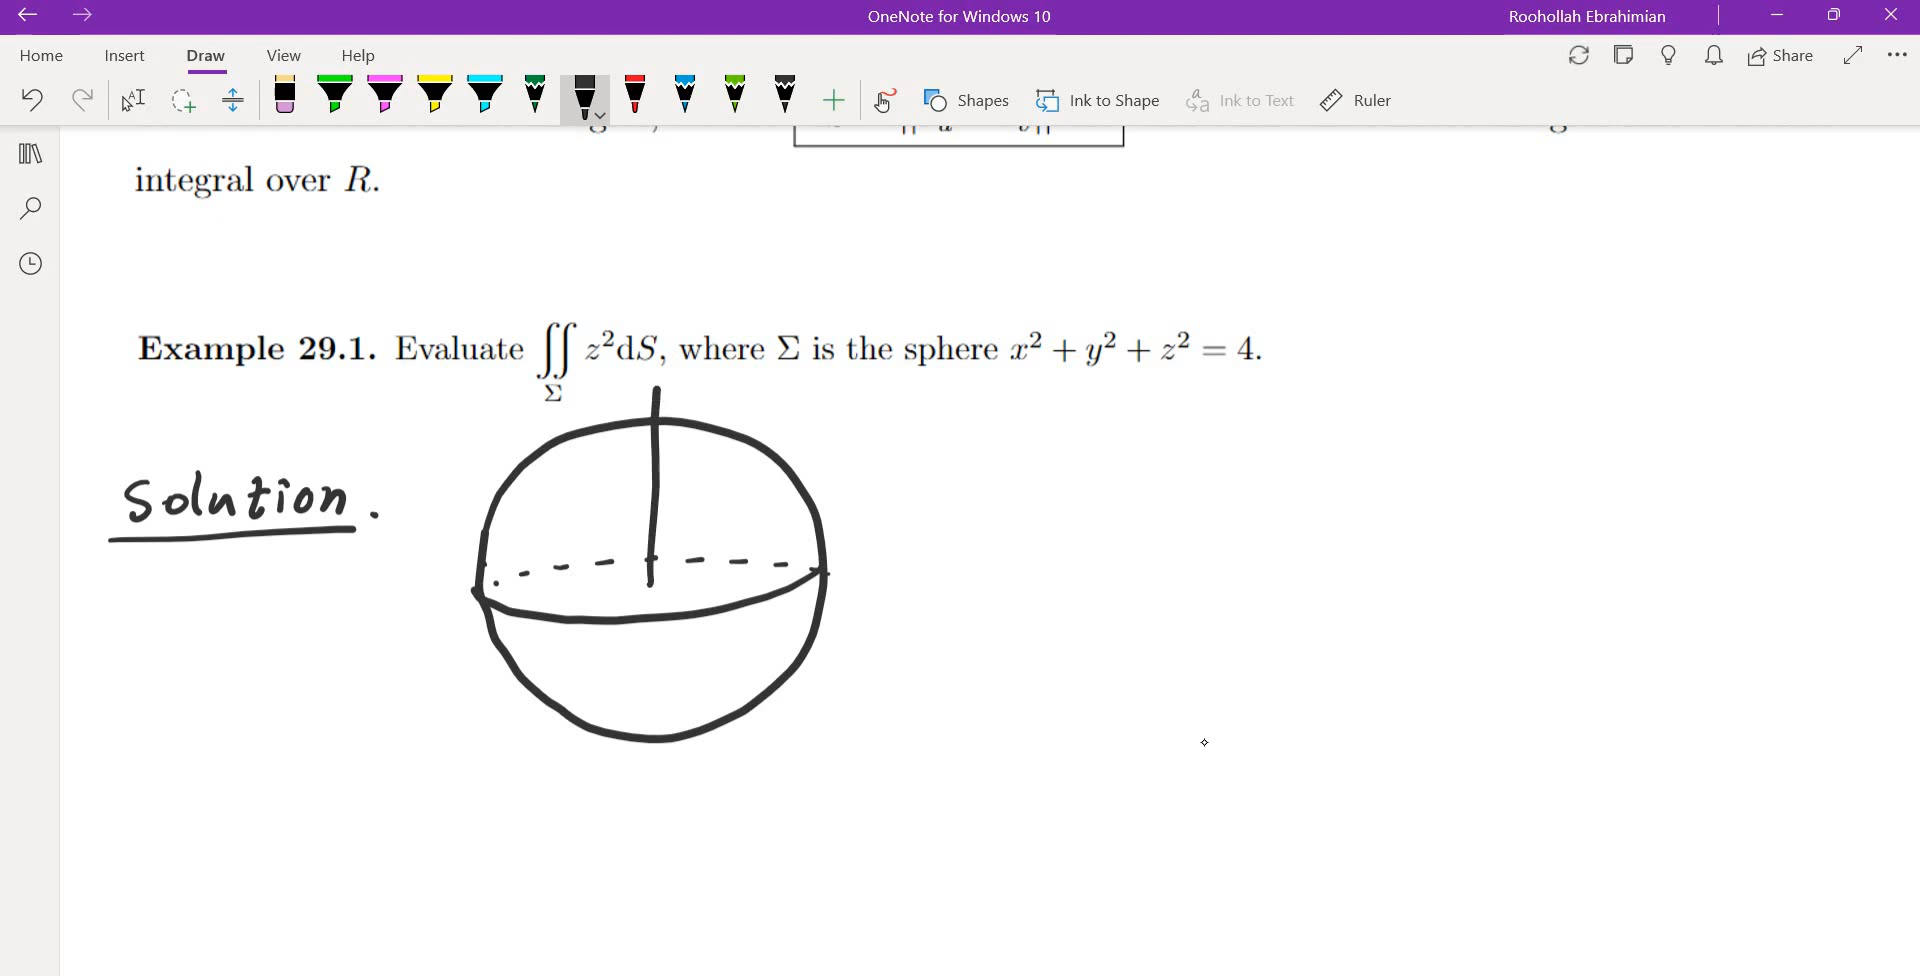 OneNote for Windows 10
Roohollah Ebrahimian
Home Insert Draw View Help
Share
Shapes Ink to Shape Ink to Text Ruler
integral over R.
Example 29.1. Evaluate ∬_Σ z²dS, where Σ is the sphere x² + y² + z² = 4.
Solution.